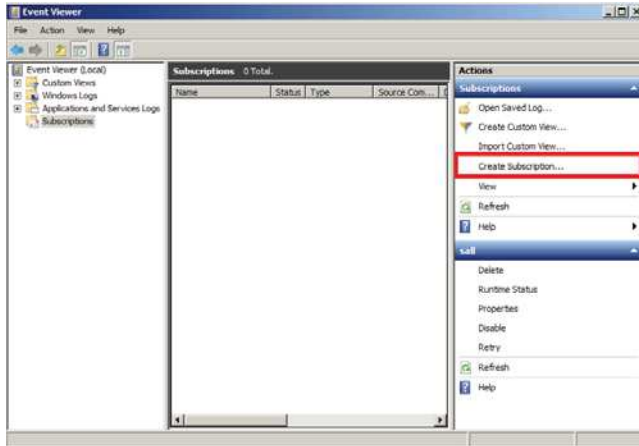 Event Viewer
File Action View Help
Event Viewer (Local)
Custom Views
Windows Logs
Applications and Services Logs
Subscriptions
Subscriptions 0 Total.
Name Status Type Source Com...
Actions
Subscriptions
Open Saved Log...
Create Custom View...
Import Custom View...
Create Subscription...
View
Refresh
Help
sall
Delete
Runtime Status
Properties
Disable
Retry
Refresh
Help